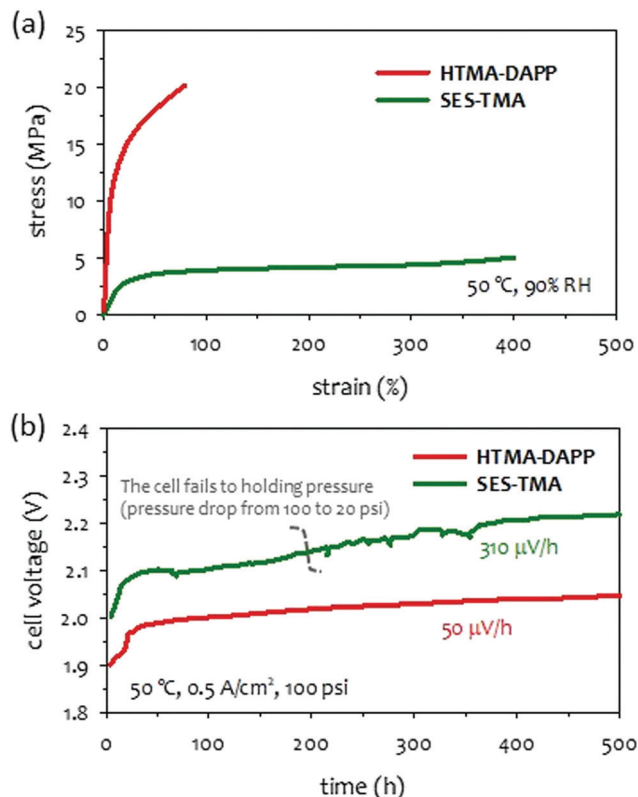 (a)
25
20
15
10
5
0
stress (MPa)
HTMA-DAPP
SES-TMA
50 °C, 90% RH
0 100 200 300 400 500
strain (%)
(b)
2.4
2.3
2.2
2.1
2.0
1.9
1.8
cell voltage (V)
HTMA-DAPP
SES-TMA
The cell fails to holding pressure
(pressure drop from 100 to 20 psi)
310 μV/h
50 μV/h
50 °C, 0.5 A/cm², 100 psi
0 100 200 300 400 500
time (h)